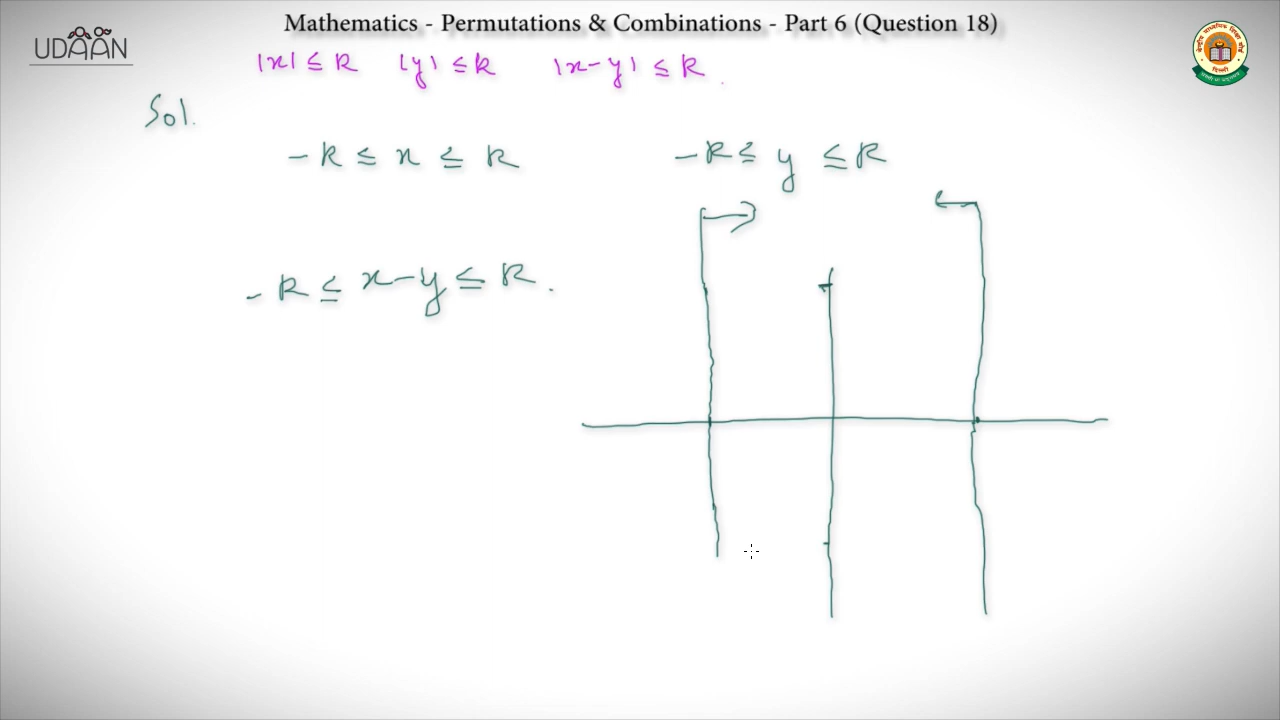 Mathematics - Permutations & Combinations - Part 6 (Question 18)
UDAAN
|x| ≤ R |y| ≤ R |x-y| ≤ R
Sol.
-R ≤ x ≤ R -R ≤ y ≤ R
-R ≤ x-y ≤ R.